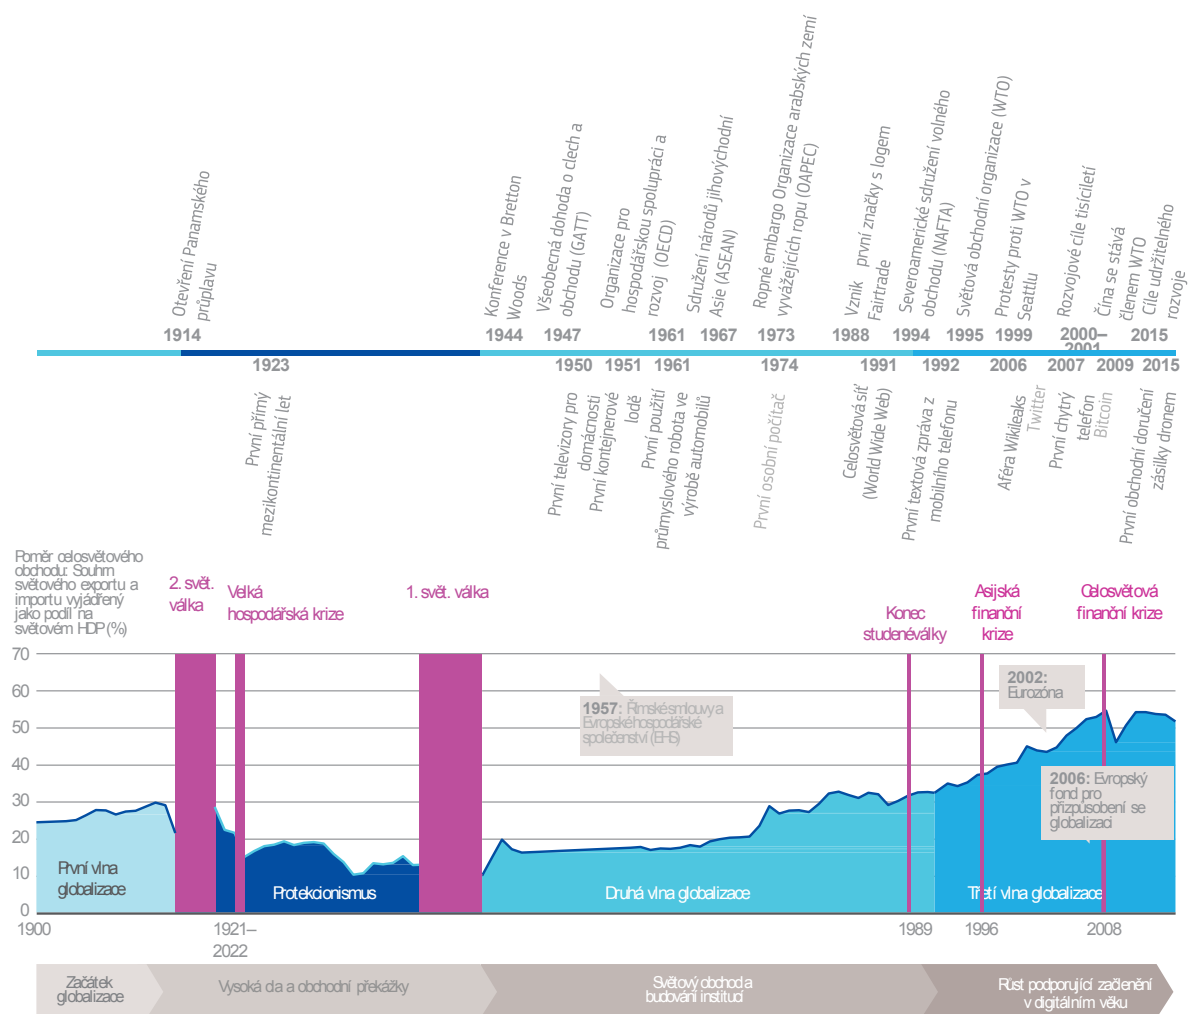 Otevření Panamského
průplavu
Konference v Bretton
Woods
Všeobecná dohoda o clech a
obchodu (GATT)
Organizace pro
hospodářskou spolupráci a
rozvoj (OECD)
Sdružení národů jihovýchodní
Asie (ASEAN)
Ropné embargo Organizace arabských zemí
vyvážejících ropu (OAPEC)
Vznik první značky s logem
Fairtrade
Severoamerické sdružení volného
obchodu (NAFTA)
Světová obchodní organizace (WTO)
Protesty proti WTO v
Seattlu
Rozvojové cíle tisíciletí
Čína se stává
členem WTO
Cíle udržitelného
rozvoje
1914
1944
1947
1961
1967
1973
1988
1994
1995
1999
2000–
2001
2015
1923
1950
1951
1961
1974
1991
1992
2006
2007
2009
2015
První přímý
mezikontinentální let
První televizory pro
domácnosti
První kontejnerové
lodě
První použití
průmyslového robota ve
výrobě automobilů
První osobní počítač
Celosvětová síť
(World Wide Web)
První textová zpráva z
mobilního telefonu
Aféra Wikileaks
Twitter
První chytrý
telefon
Bitcoin
První obchodní doručení
zásilky dronem
Poměr celosvětového
obchodu: Souhrn
světového exportu a
importu vyjádřený
jako podíl na
světovém HDP (%)
2. svět.
válka
Velká
hospodářská krize
1. svět. válka
Konec
studenéválky
Asijská
finanční
krize
Celosvětová
finanční krize
70
60
50
40
30
20
10
0
1957: Římské smlouvy a
Evropské hospodářské
společenství (EHS)
2002:
Eurozóna
2006: Evropský
fond pro
přizpůsobení se
globalizaci
První vlna
globalizace
Protekcionismus
Druhá vlna globalizace
Třetí vlna globalizace
1900
1921–
2022
1989
1996
2008
Začátek
globalizace
Vysoká cla a obchodní překážky
Světový obchod a
budování institucí
Růst podporující začlenění
v digitálním věku